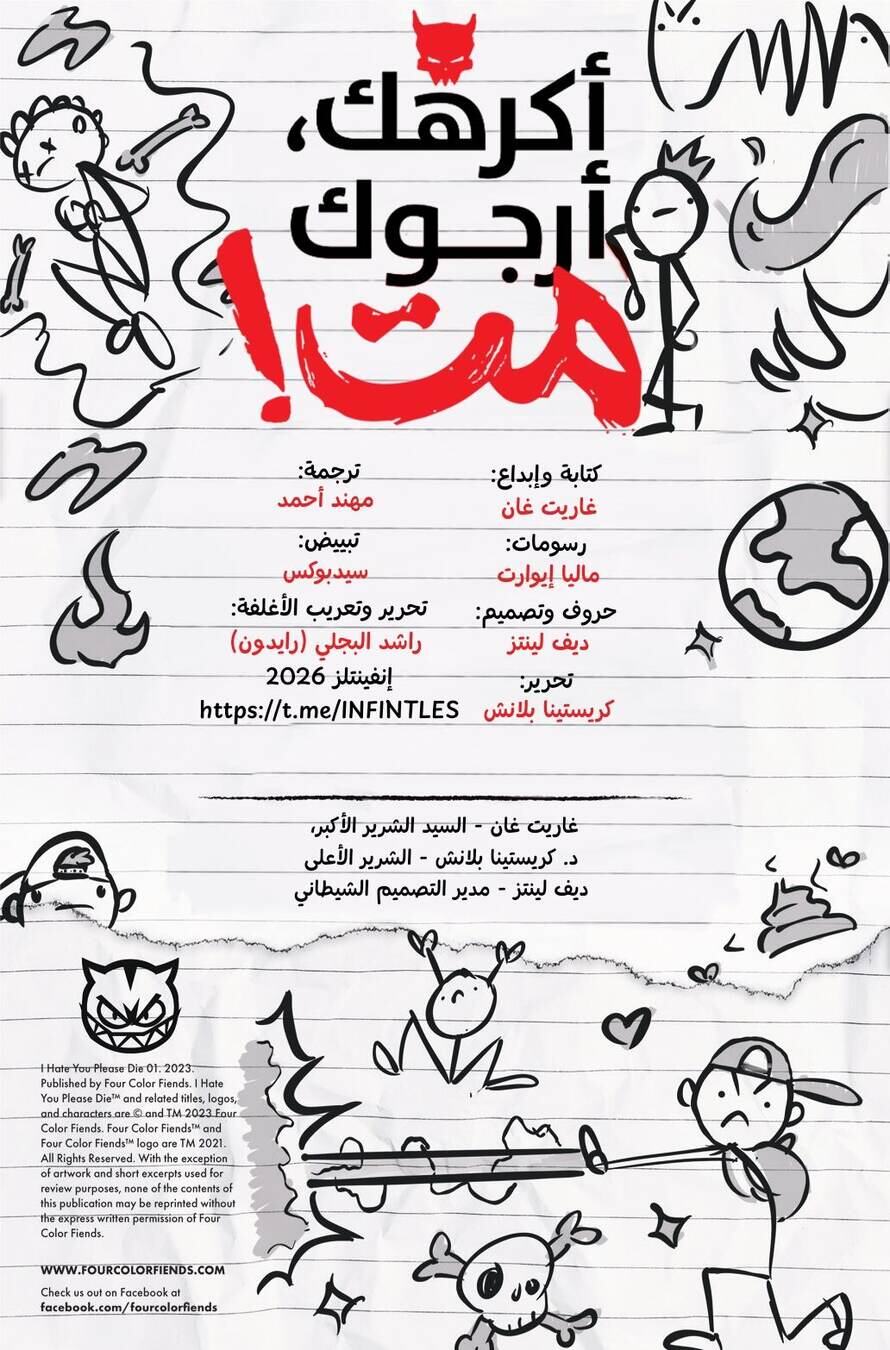 أكرهك،
أرجوك
مت!
كتابة وإبداع:
غاريت غان
رسومات:
ماليا إيوارت
حروف وتصميم:
ديف لينتز
تحرير:
كريستينا بلانش
ترجمة:
مهند أحمد
تبييض:
سيدبوكس
تحرير وتعريب الأغلفة:
راشد البجلي (رايدون)
إنفينتلز 2026
https://t.me/INFINTLES
غاريت غان - السيد الشرير الأكبر،
د. كريستينا بلانش - الشرير الأعلى
ديف لينتز - مدير التصميم الشيطاني
I Hate You Please Die 01. 2023.
Published by Four Color Fiends. I Hate
You Please Die™ and related titles, logos,
and characters are © and TM 2023 Four
Color Fiends. Four Color Fiends™ and
Four Color Fiends™ logo are TM 2021.
All Rights Reserved. With the exception
of artwork and short excerpts used for
review purposes, none of the contents of
this publication may be reprinted without
the express written permission of Four
Color Fiends.
WWW.FOURCOLORFIENDS.COM
Check us out on Facebook at
facebook.com/fourcolorfiends